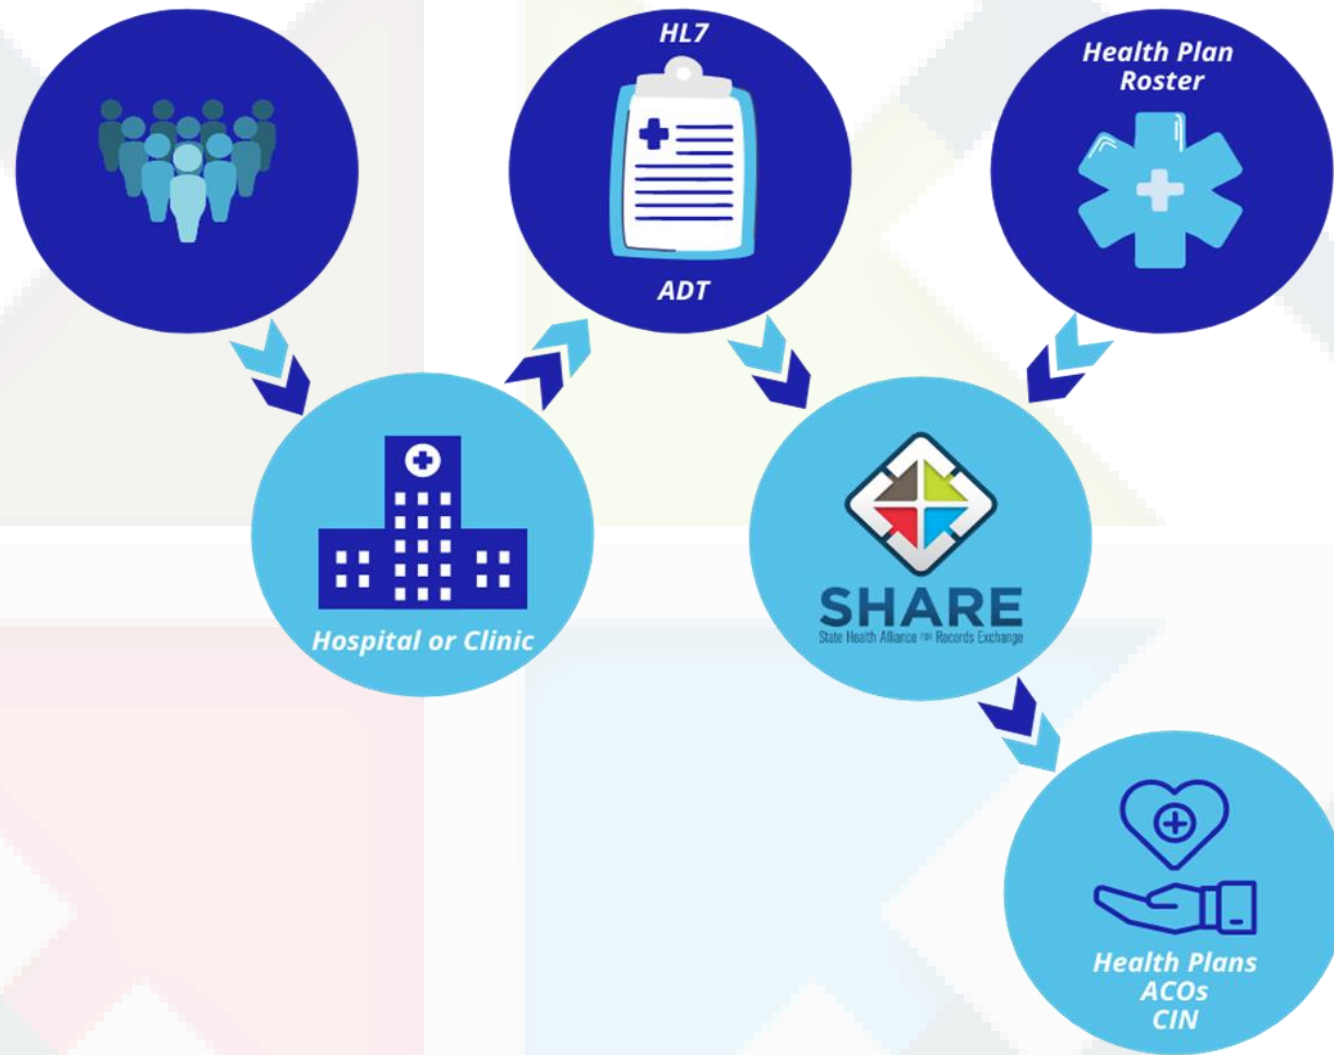 HL7
ADT
Health Plan
Roster
Hospital or Clinic
SHARE
State Health Alliance FOR Records Exchange
Health Plans
ACOs
CIN